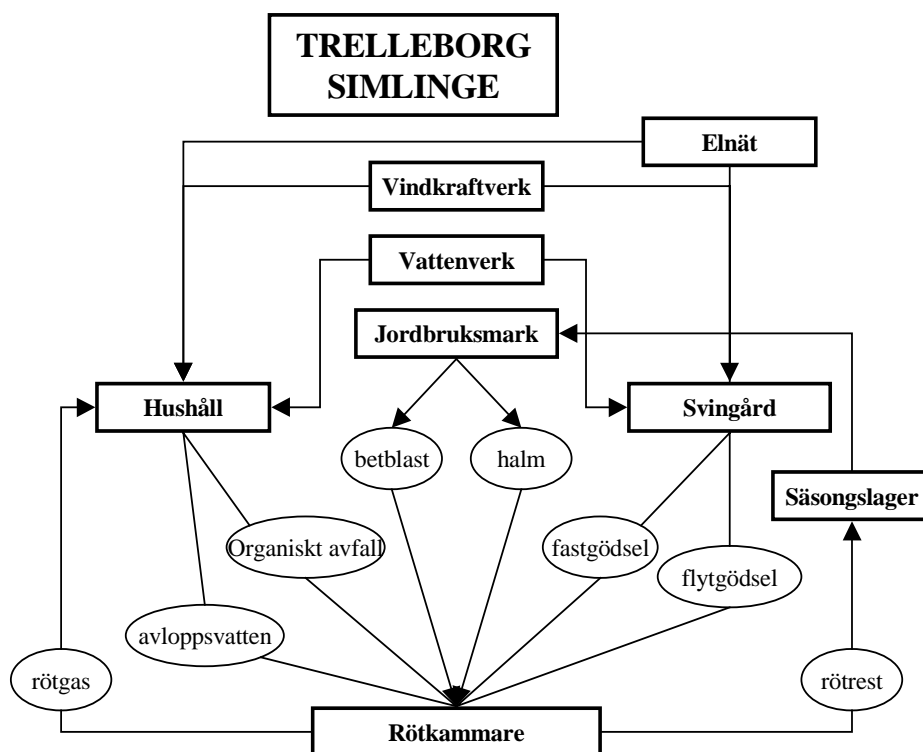 TRELLEBORG
SIMLINGE
Elnät
Vindkraftverk
Vattenverk
Jordbruksmark
Hushåll
Svingård
betblast
halm
Säsongslager
Organiskt avfall
fastgödsel
flytgödsel
avloppsvatten
rötgas
rötrest
Rötkammare